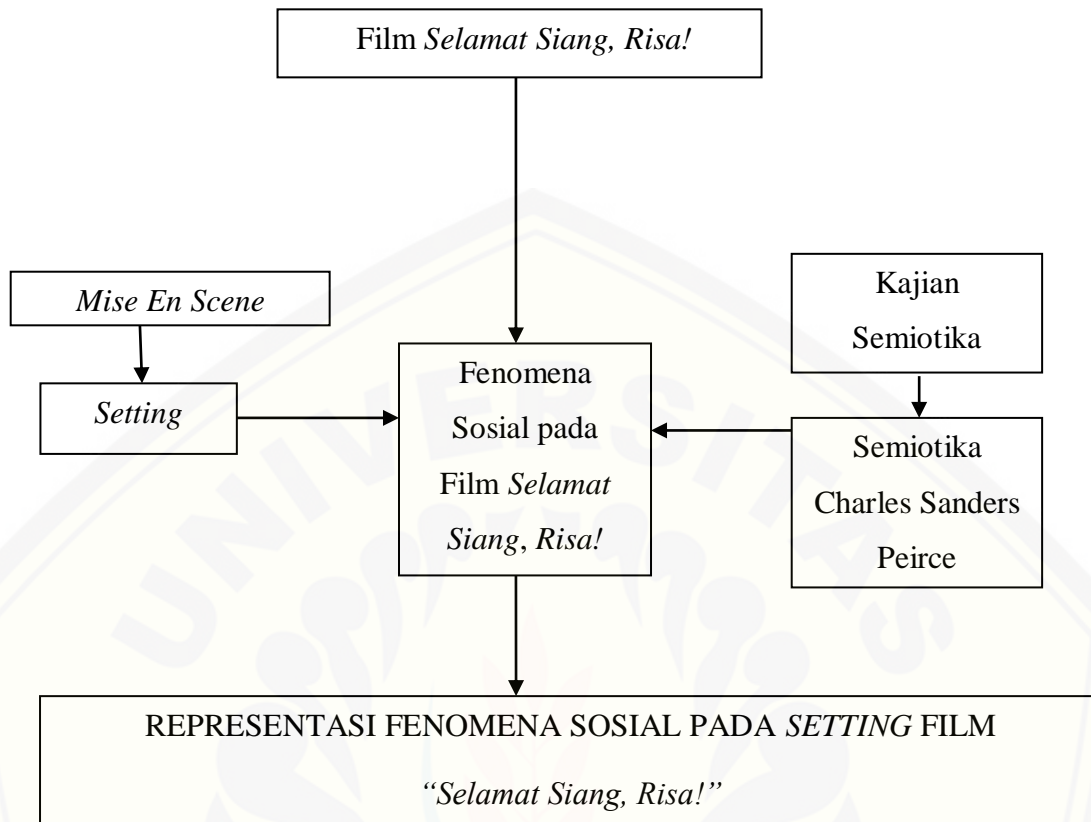 Film Selamat Siang, Risa!
Mise En Scene
Setting
Fenomena
Sosial pada
Film Selamat
Siang, Risa!
Kajian
Semiotika
Semiotika
Charles Sanders
Peirce
REPRESENTASI FENOMENA SOSIAL PADA SETTING FILM
“Selamat Siang, Risa!”
UNIVERSITAS